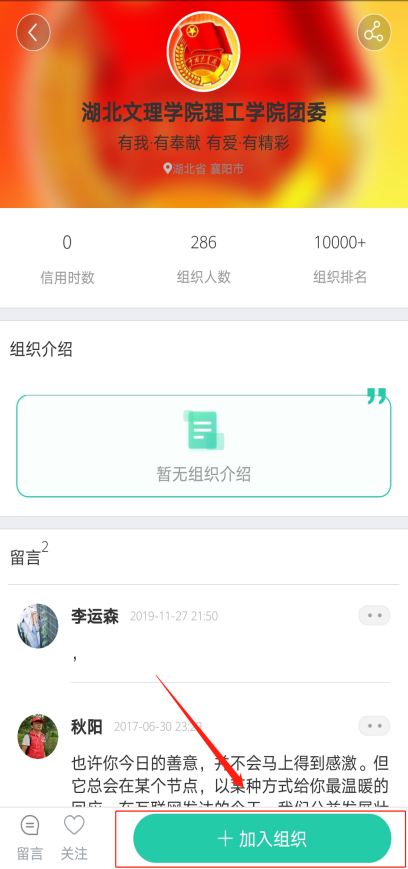 湖北文理学院理工学院团委
有我·有奉献 有爱·有精彩
湖北省 襄阳市
0 286 10000+
信用时数 组织人数 组织排名
组织介绍
暂无组织介绍
留言2
李运森 2019-11-27 21:50
，
秋阳 2017-06-30 23:29
也许你今日的善意，并不会马上得到感激。但
它总会在某个节点，以某种方式给你最温暖的
回应。在互联网发达的今天，我们公益发展壮
留言 关注 + 加入组织